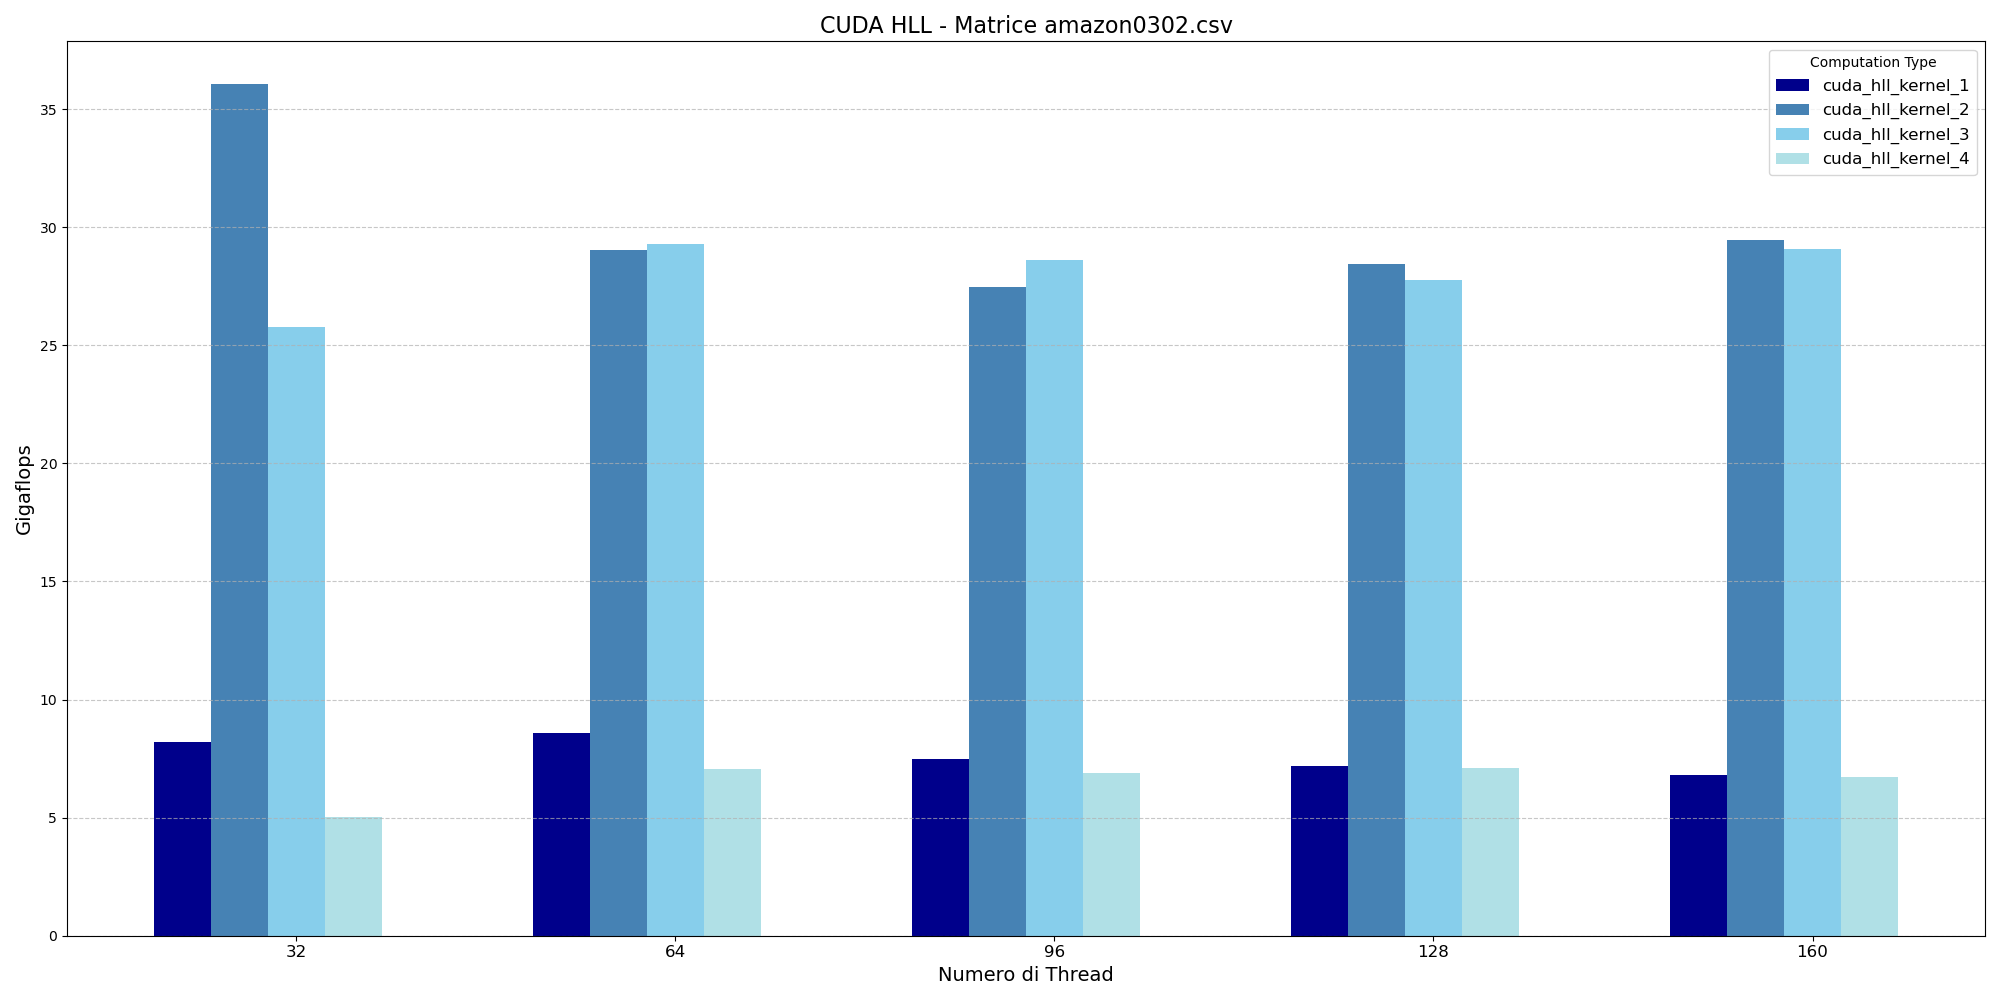 CUDA HLL - Matrice amazon0302.csv
Computation Type
cuda_hll_kernel_1
cuda_hll_kernel_2
cuda_hll_kernel_3
cuda_hll_kernel_4
Gigaflops
35
30
25
20
15
10
5
0
32 64 96 128 160
Numero di Thread